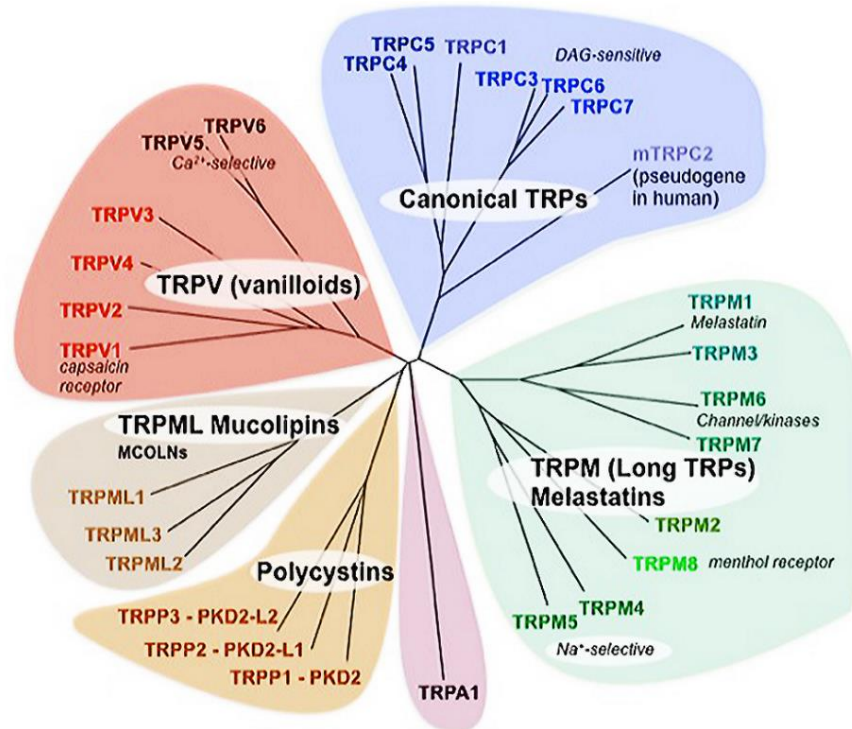 TRPC5
TRPC1
TRPC4
DAG-sensitive
TRPC3
TRPC6
TRPC7
mTRPC2
(pseudogene
in human)
Canonical TRPs
TRPV6
TRPV5
Ca²⁺-selective
TRPV3
TRPV4
TRPV (vanilloids)
TRPV2
TRPV1
capsaicin
receptor
TRPM1
Melastatin
TRPM3
TRPM6
Channel/kinases
TRPM7
TRPM (Long TRPs)
Melastatins
TRPM2
TRPM8 menthol receptor
TRPM4
TRPM5
Na⁺-selective
TRPML Mucolipins
MCOLNs
TRPML1
TRPML3
TRPML2
Polycystins
TRPP3 - PKD2-L2
TRPP2 - PKD2-L1
TRPP1 - PKD2
TRPA1